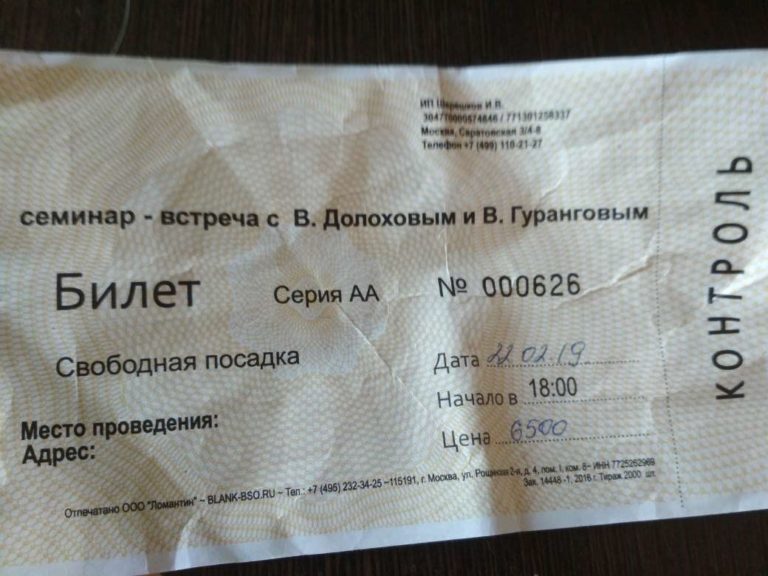 ИП Шерешков И.В.
304770000574646 / 771301258337
Москва, Саратовская 3/4-8
Телефон +7 (499) 110-21-27
семинар - встреча с В. Долоховым и В. Гуранговым
Билет Серия АА № 000626
Свободная посадка
Дата 22 02 19
Начало в 18:00
Цена 6500
Место проведения:
Адрес:
Отпечатано ООО "Ломантин" ~ BLANK-BSO.RU ~ Тел.: +7 (495) 232-34-25 ~115191, г. Москва, ул. Рощинская 2-я, д. 4, пом. I, ком. 8~ ИНН 7725252969
Зак. 14448 -1, 2016 г. Тираж 2000 шт.
КОНТРОЛЬ